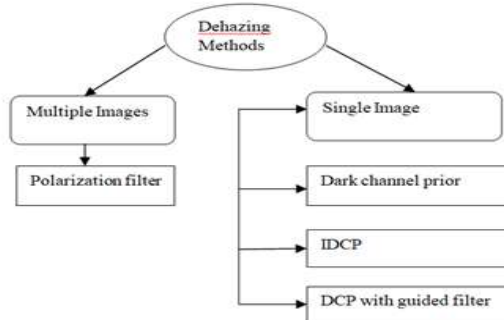 Dehazing
Methods
Multiple Images
Single Image
Polarization filter
Dark channel prior
IDCP
DCP with guided filter